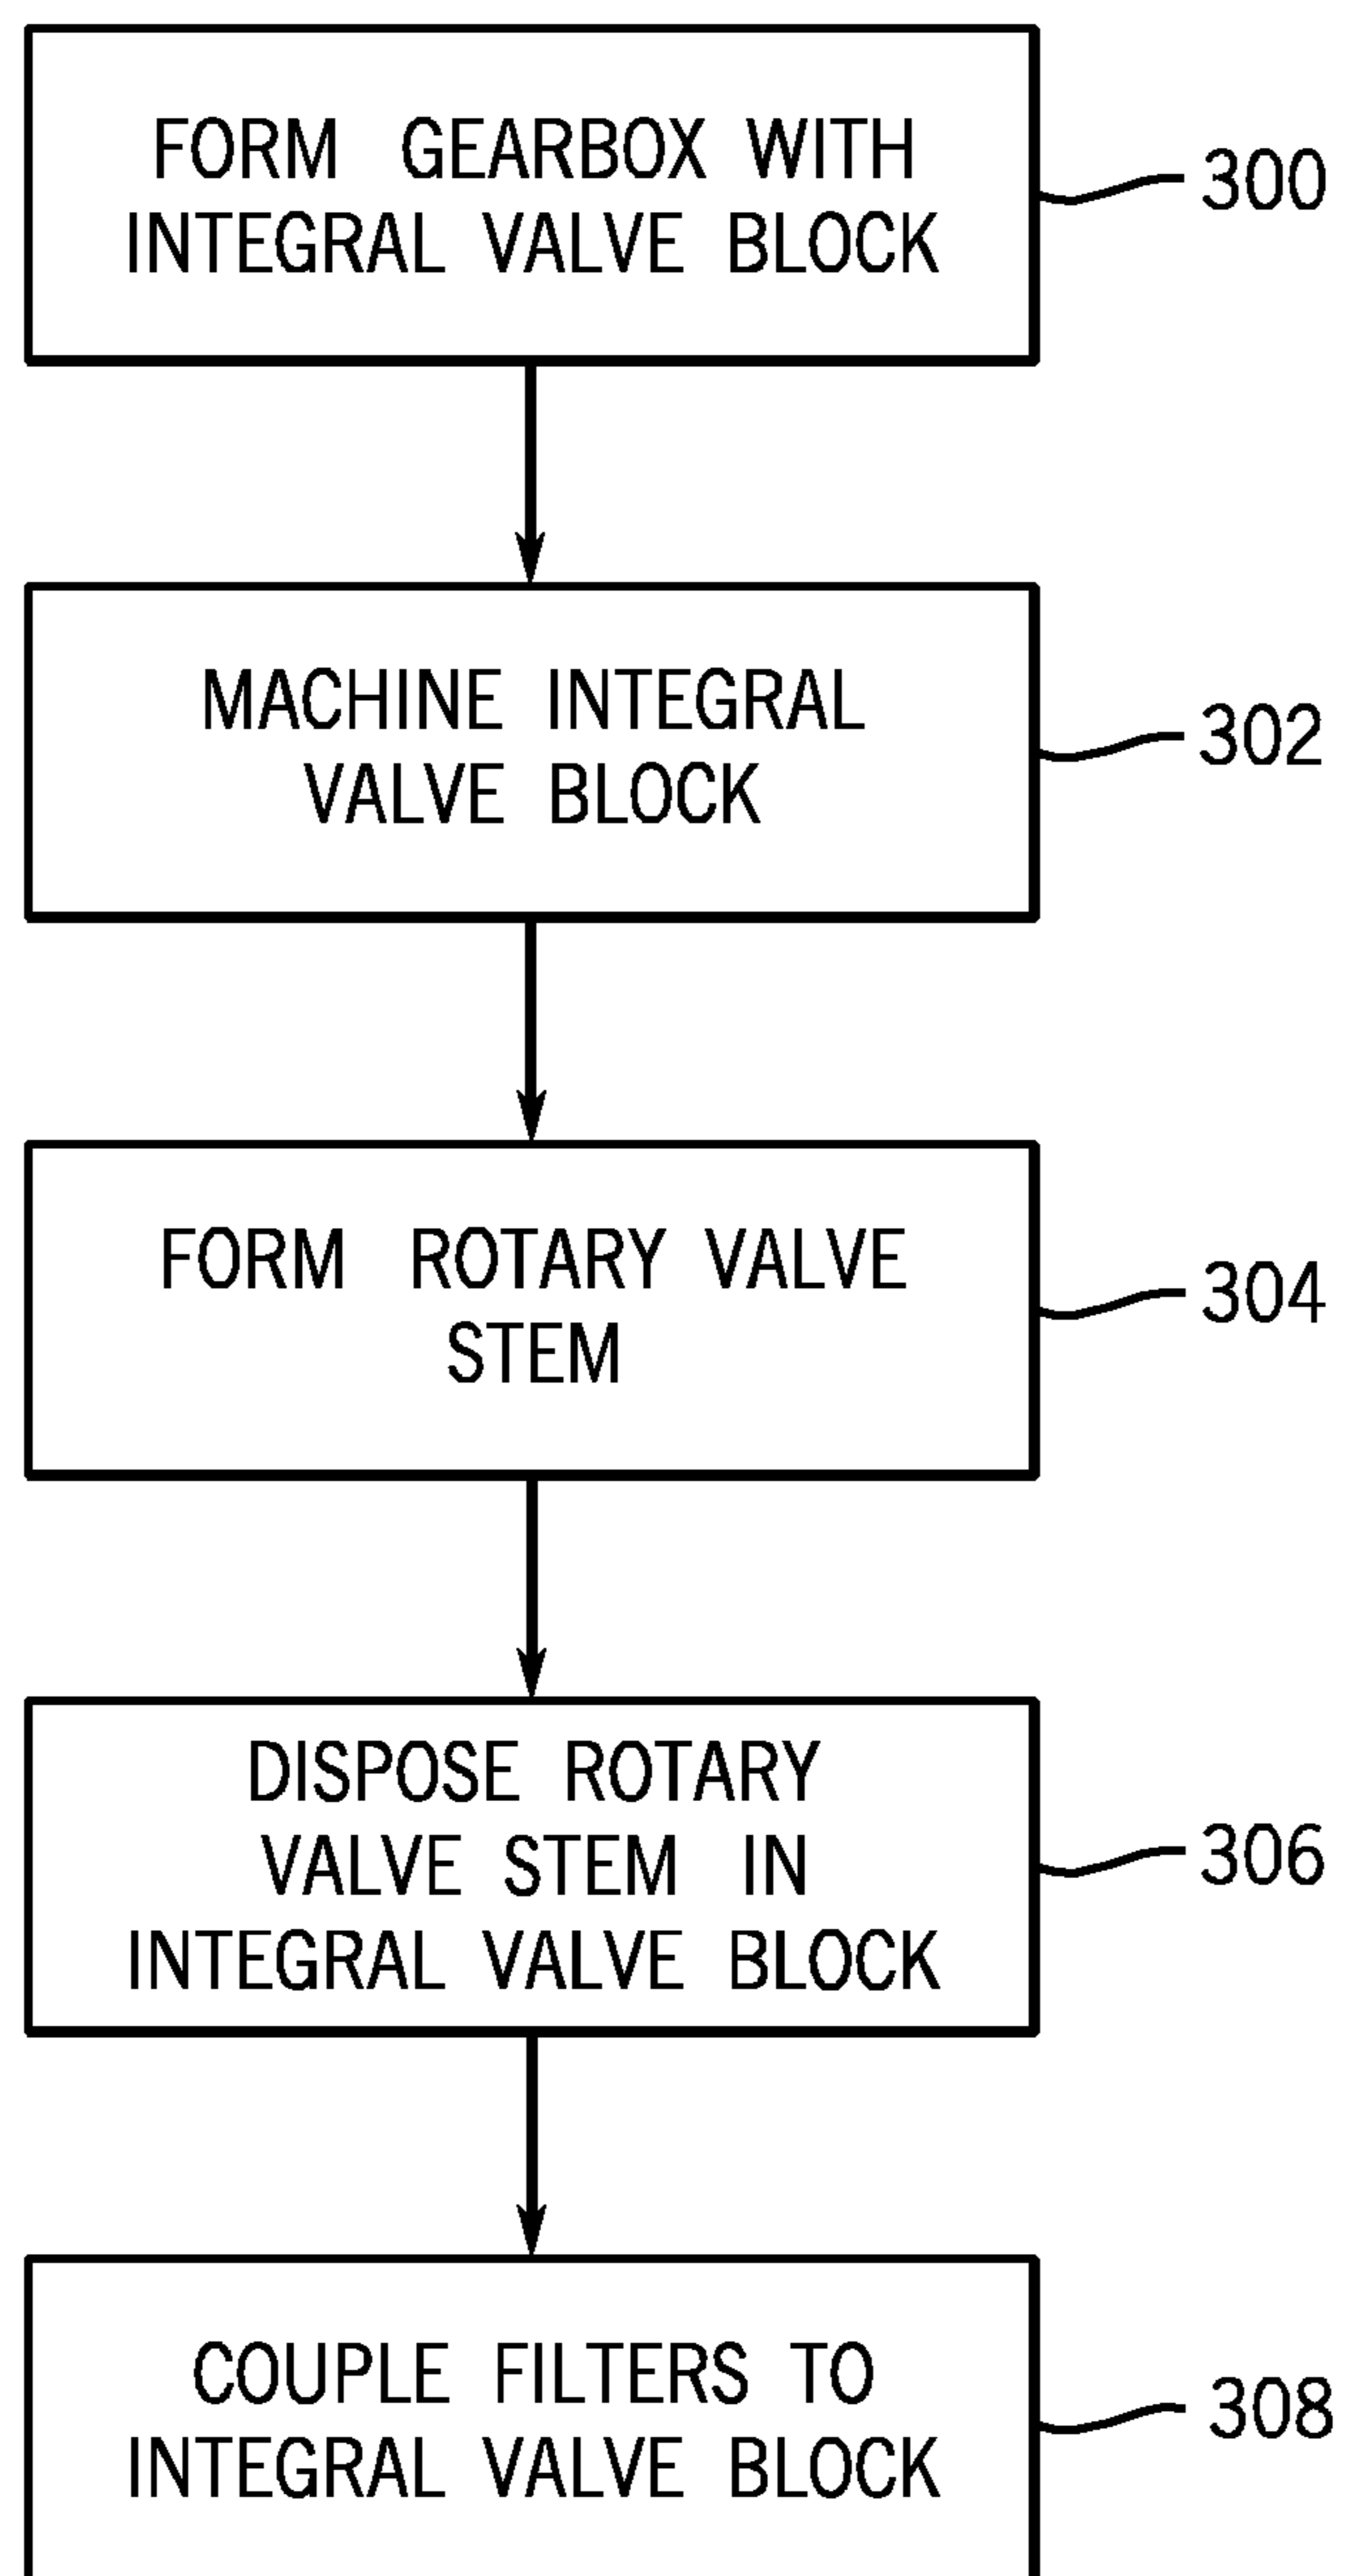 FORM GEARBOX WITH
INTEGRAL VALVE BLOCK
300
MACHINE INTEGRAL
VALVE BLOCK
302
FORM ROTARY VALVE
STEM
304
DISPOSE ROTARY
VALVE STEM IN
INTEGRAL VALVE BLOCK
306
COUPLE FILTERS TO
INTEGRAL VALVE BLOCK
308